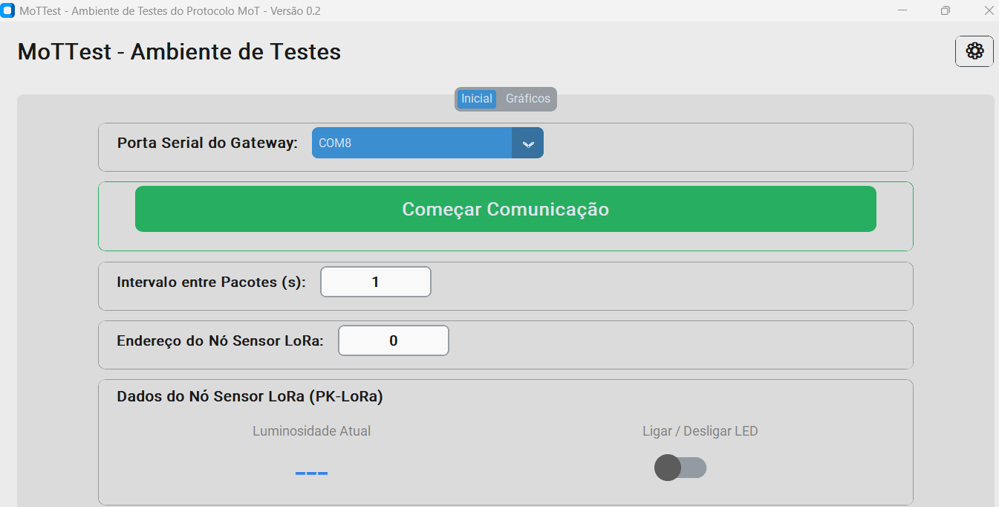 MoTTest - Ambiente de Testes do Protocolo MoT - Versão 0.2
MoTTest - Ambiente de Testes
Inicial Gráficos
Porta Serial do Gateway: COM8
Começar Comunicação
Intervalo entre Pacotes (s): 1
Endereço do Nó Sensor LoRa: 0
Dados do Nó Sensor LoRa (PK-LoRa)
Luminosidade Atual Ligar / Desligar LED
---